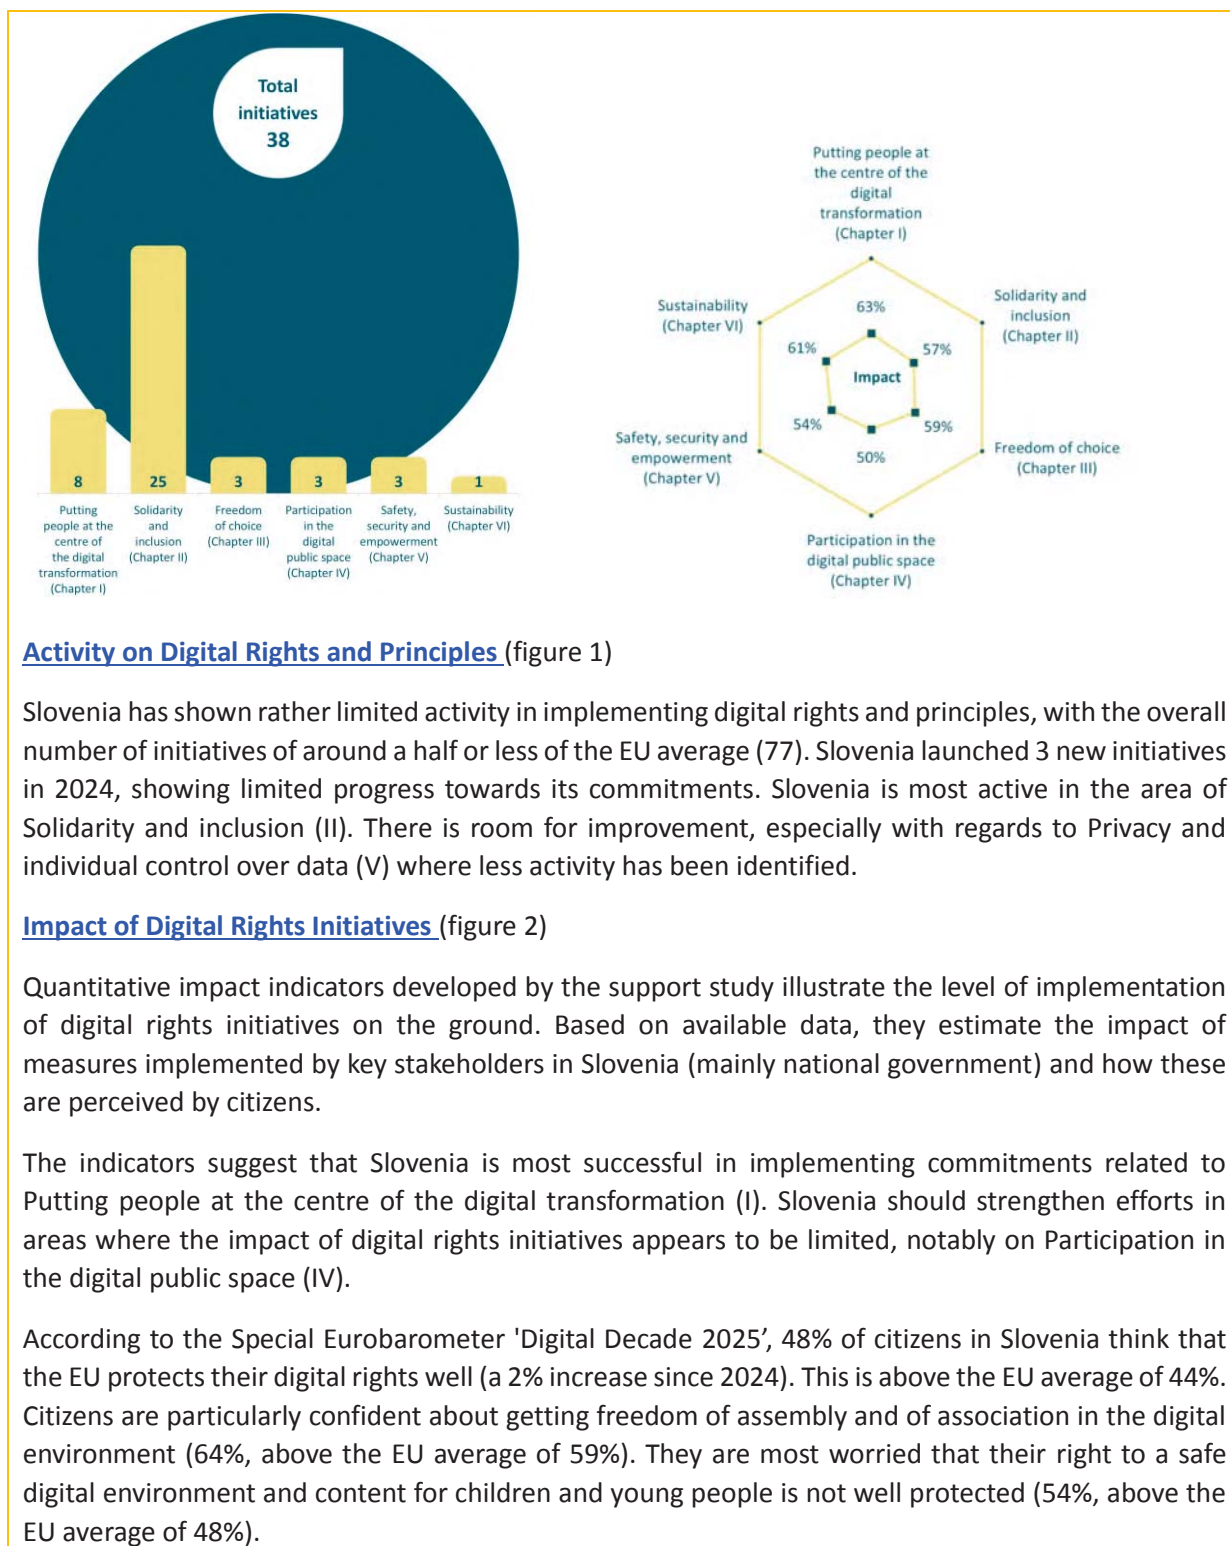 Total
initiatives
38
8
25
3
3
3
1
Putting
people at the
centre of
the digital
transformation
(Chapter I)
Solidarity
and
inclusion
(Chapter II)
Freedom
of choice
(Chapter III)
Participation
in the
digital
public space
(Chapter IV)
Safety,
security and
empowerment
(Chapter V)
Sustainability
(Chapter VI)
Putting people at
the centre of the
digital
transformation
(Chapter I)
Sustainability
(Chapter VI)
Solidarity and
inclusion
(Chapter II)
63%
61%
57%
Impact
54%
59%
50%
Safety, security and
empowerment
(Chapter V)
Freedom of choice
(Chapter III)
Participation in the
digital public space
(Chapter IV)
Activity on Digital Rights and Principles (figure 1)
Slovenia has shown rather limited activity in implementing digital rights and principles, with the overall
number of initiatives of around a half or less of the EU average (77). Slovenia launched 3 new initiatives
in 2024, showing limited progress towards its commitments. Slovenia is most active in the area of
Solidarity and inclusion (II). There is room for improvement, especially with regards to Privacy and
individual control over data (V) where less activity has been identified.
Impact of Digital Rights Initiatives (figure 2)
Quantitative impact indicators developed by the support study illustrate the level of implementation
of digital rights initiatives on the ground. Based on available data, they estimate the impact of
measures implemented by key stakeholders in Slovenia (mainly national government) and how these
are perceived by citizens.
The indicators suggest that Slovenia is most successful in implementing commitments related to
Putting people at the centre of the digital transformation (I). Slovenia should strengthen efforts in
areas where the impact of digital rights initiatives appears to be limited, notably on Participation in
the digital public space (IV).
According to the Special Eurobarometer 'Digital Decade 2025’, 48% of citizens in Slovenia think that
the EU protects their digital rights well (a 2% increase since 2024). This is above the EU average of 44%.
Citizens are particularly confident about getting freedom of assembly and of association in the digital
environment (64%, above the EU average of 59%). They are most worried that their right to a safe
digital environment and content for children and young people is not well protected (54%, above the
EU average of 48%).